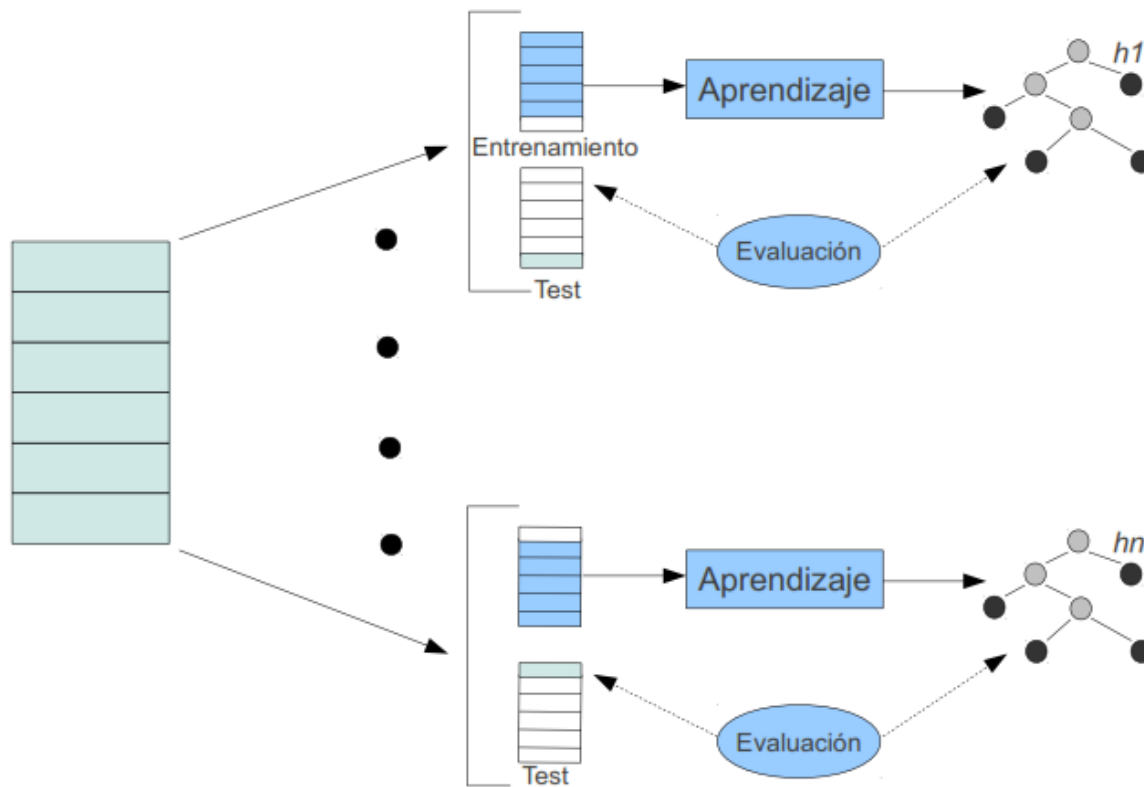 h1
Aprendizaje
Entrenamiento
Evaluación
Test
hn
Aprendizaje
Evaluación
Test